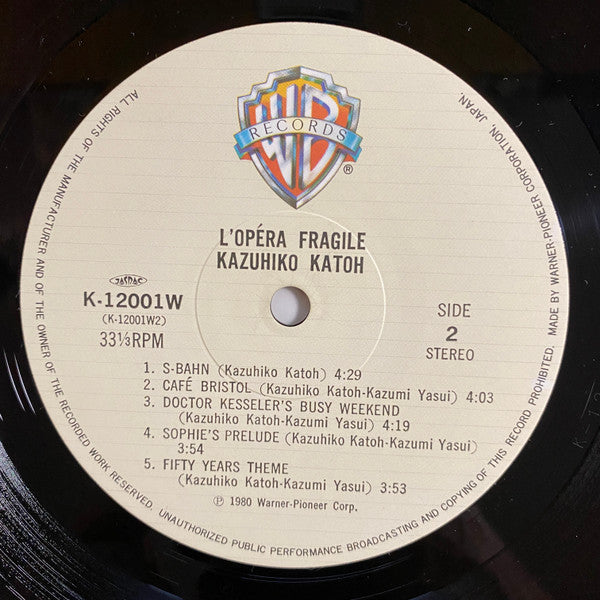 WB
RECORDS
®
L'OPÉRA FRAGILE
KAZUHIKO KATOH
JASRAC
K-12001W
(K-12001W2)
33⅓RPM
SIDE
2
STEREO
1. S-BAHN (Kazuhiko Katoh) 4:29
2. CAFÉ BRISTOL (Kazuhiko Katoh-Kazumi Yasui) 4:03
3. DOCTOR KESSELER'S BUSY WEEKEND
(Kazuhiko Katoh-Kazumi Yasui) 4:19
4. SOPHIE'S PRELUDE (Kazuhiko Katoh-Kazumi Yasui)
3:54
5. FIFTY YEARS THEME
(Kazuhiko Katoh-Kazumi Yasui) 3:53
℗ 1980 Warner-Pioneer Corp.
ALL RIGHTS OF THE MANUFACTURER AND OF THE OWNER OF THE RECORDED WORK RESERVED. UNAUTHORIZED PUBLIC PERFORMANCE BROADCASTING AND COPYING OF THIS RECORD PROHIBITED. MADE BY WARNER-PIONEER CORPORATION, JAPAN.